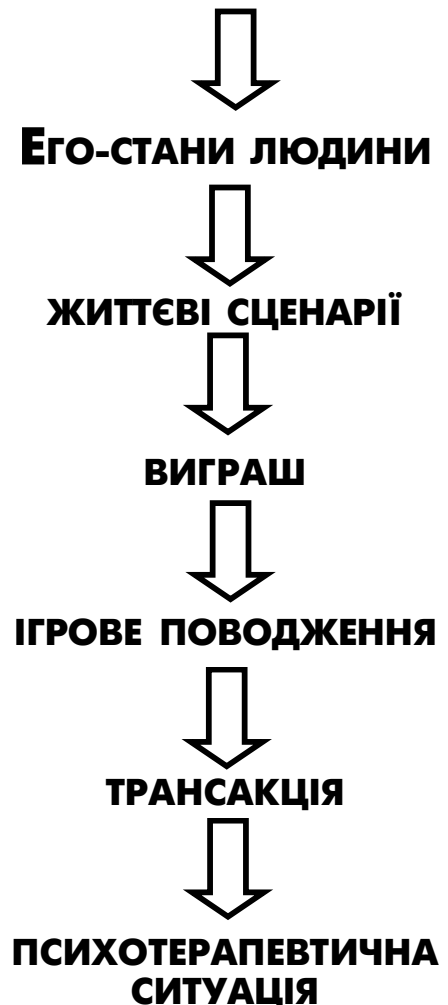 Его-стани людини
ЖИТТЄВІ СЦЕНАРІЇ
ВИГРАШ
ІГРОВЕ ПОВОДЖЕННЯ
ТРАНСАКЦІЯ
ПСИХОТЕРАПЕВТИЧНА
СИТУАЦІЯ